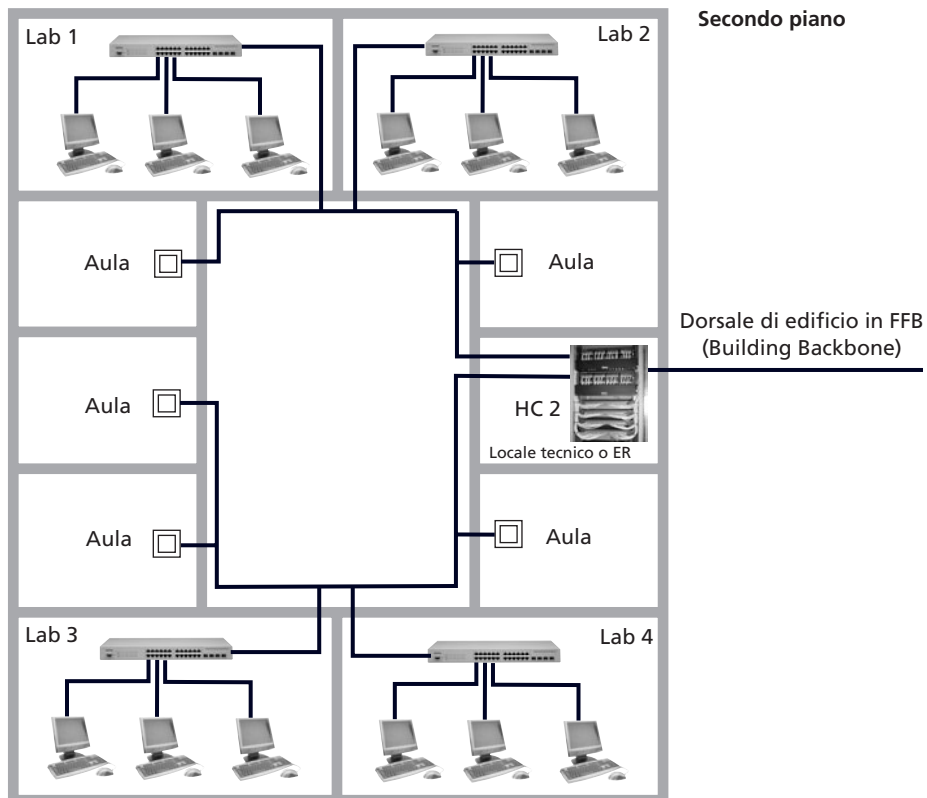 Secondo piano
Lab 1
Lab 2
Aula
Aula
Dorsale di edificio in FFB
(Building Backbone)
Aula
HC 2
Locale tecnico o ER
Aula
Aula
Lab 3
Lab 4